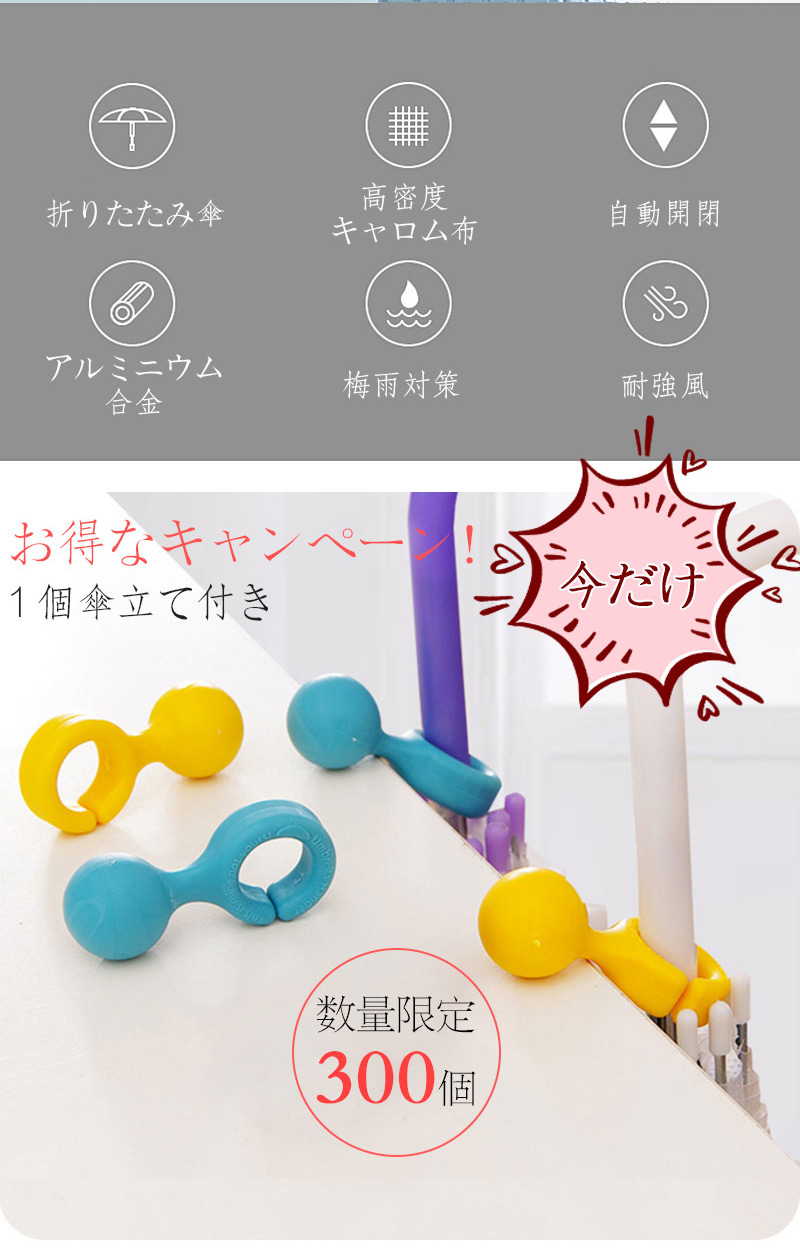 折りたたみ傘
高密度
キャロム布
自動開閉
アルミニウム
合金
梅雨対策
耐強風
お得なキャンペーン!
1個傘立て付き
今だけ
数量限定
300個